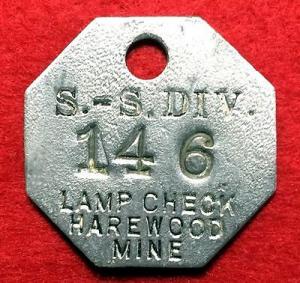 S.-S. DIV.
146
LAMP CHECK
HAREWOOD
MINE